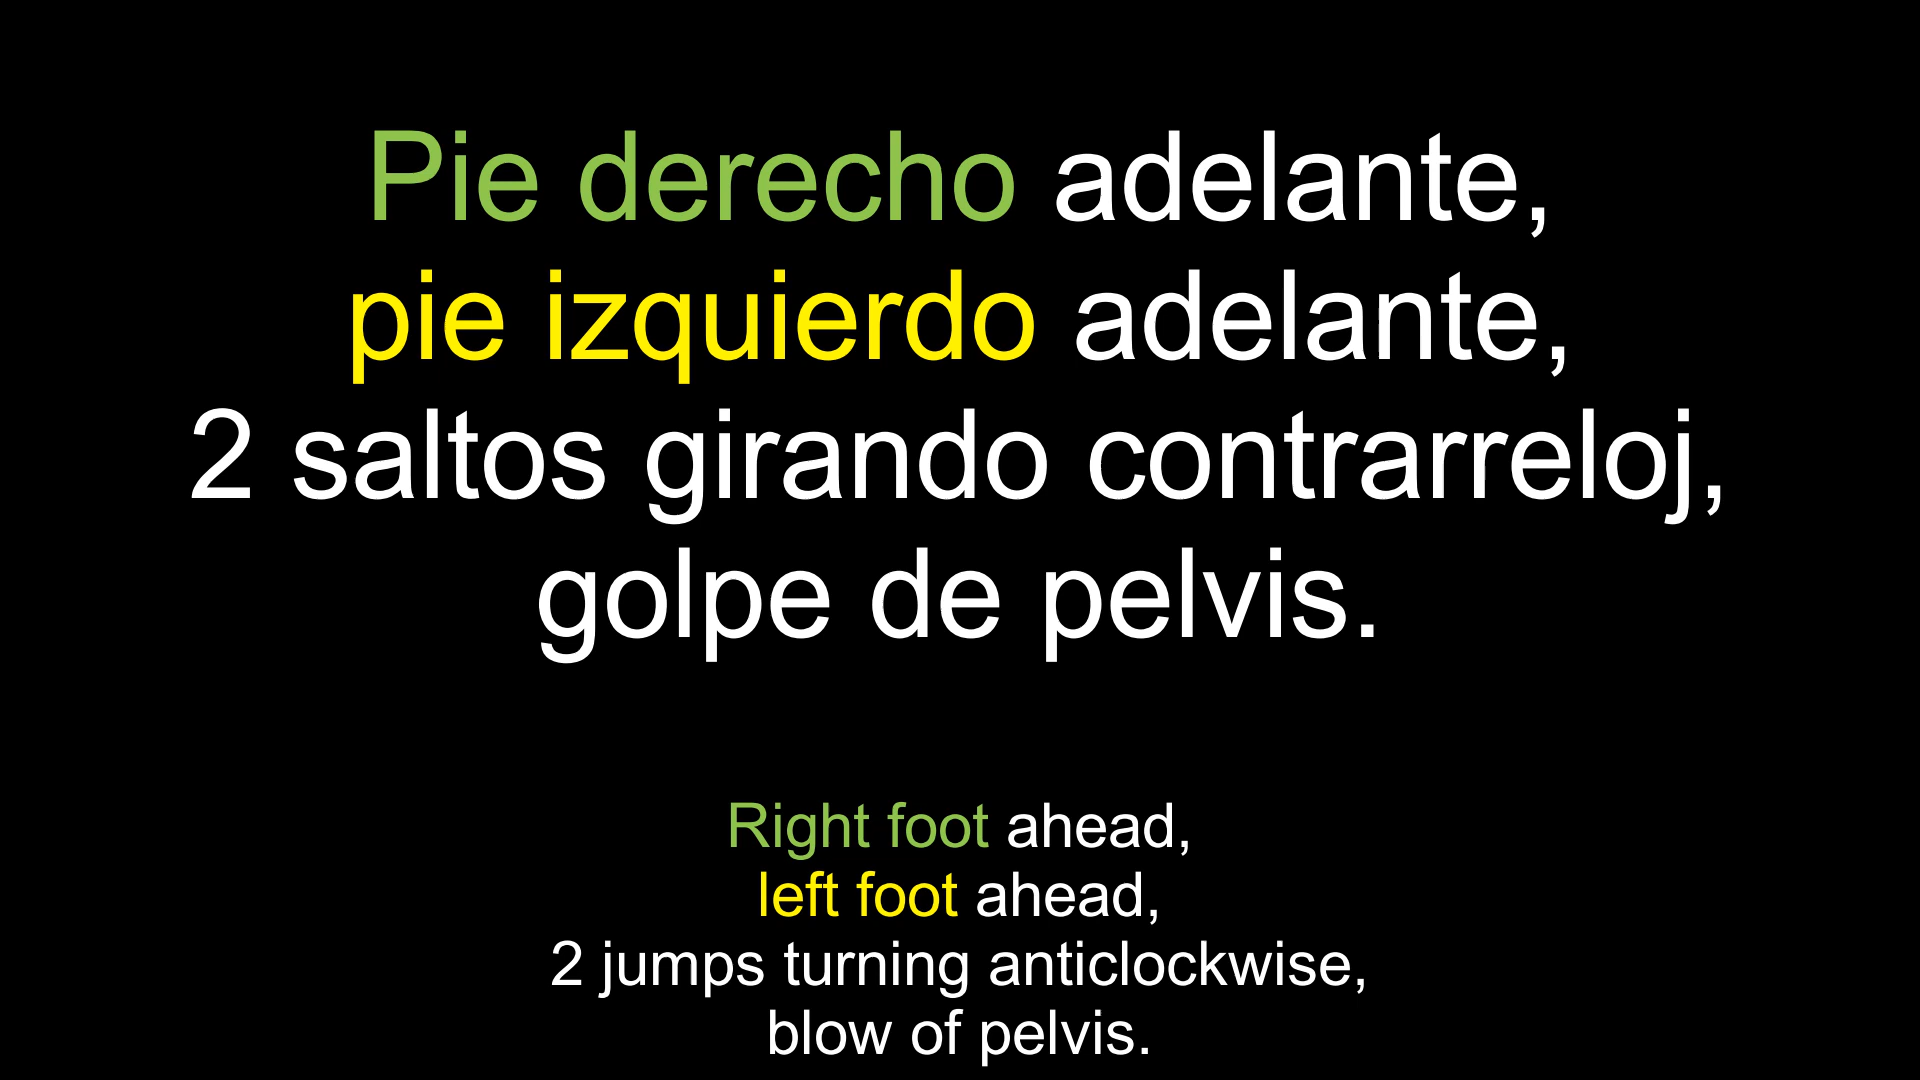 Pie derecho adelante,
pie izquierdo adelante,
2 saltos girando contrarreloj,
golpe de pelvis.
Right foot ahead,
left foot ahead,
2 jumps turning anticlockwise,
blow of pelvis.